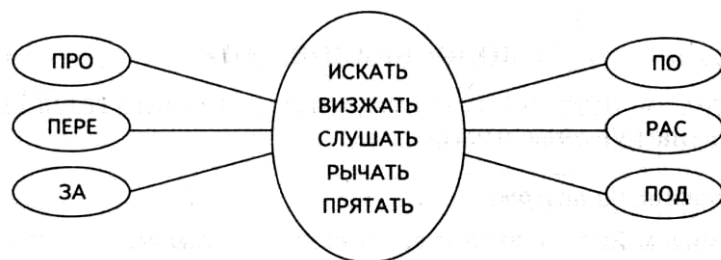 ПРО
ПЕРЕ
ЗА
ИСКАТЬ
ВИЗЖАТЬ
СЛУШАТЬ
РЫЧАТЬ
ПРЯТАТЬ
ПО
РАС
ПОД